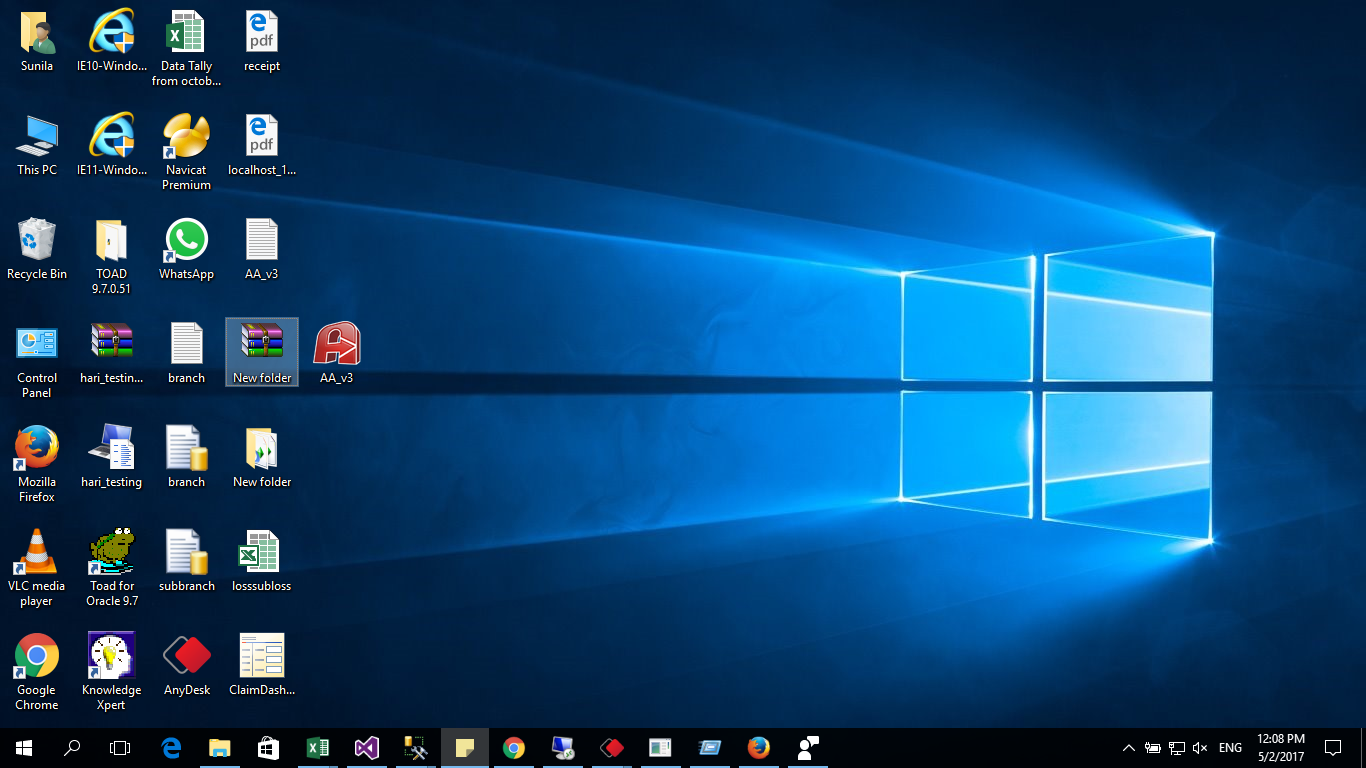 Sunila
IE10-Windo...
Data Tally
from octob...
pdf
receipt
This PC
IE11-Windo...
Navicat
Premium
pdf
localhost_1...
Recycle Bin
TOAD
9.7.0.51
WhatsApp
AA_v3
Control
Panel
hari_testin...
branch
New folder
AA_v3
Mozilla
Firefox
hari_testing
branch
New folder
VLC media
player
Toad for
Oracle 9.7
subbranch
losssubloss
Google
Chrome
Knowledge
Xpert
AnyDesk
ClaimDash...
ENG
12:08 PM
5/2/2017